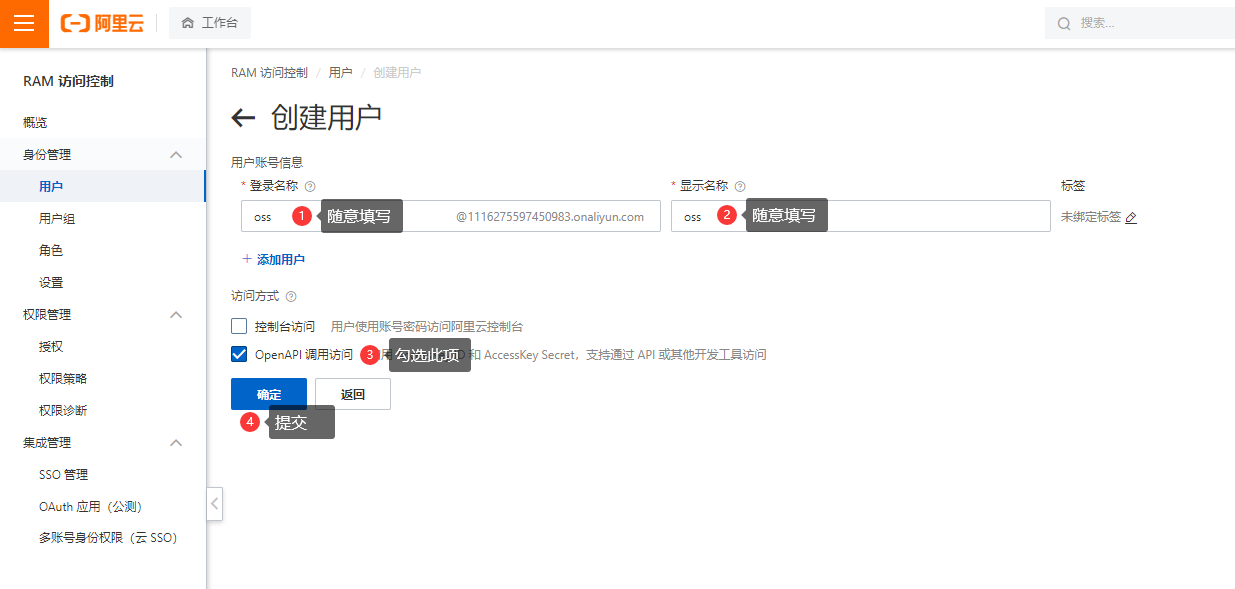 阿里云
工作台
搜索...
RAM 访问控制
概览
身份管理
用户
用户组
角色
设置
权限管理
授权
权限策略
权限诊断
集成管理
SSO 管理
OAuth 应用（公测）
多账号身份权限（云 SSO）
RAM 访问控制 / 用户 / 创建用户
创建用户
用户账号信息
* 登录名称
* 显示名称
标签
oss 1 随意填写 @1116275597450983.onaliyun.com
oss 2 随意填写
未绑定标签
+ 添加用户
访问方式
控制台访问 用户使用账号密码访问阿里云控制台
OpenAPI 调用访问 3 勾选此项 和 AccessKey Secret，支持通过 API 或其他开发工具访问
确定 返回
4 提交